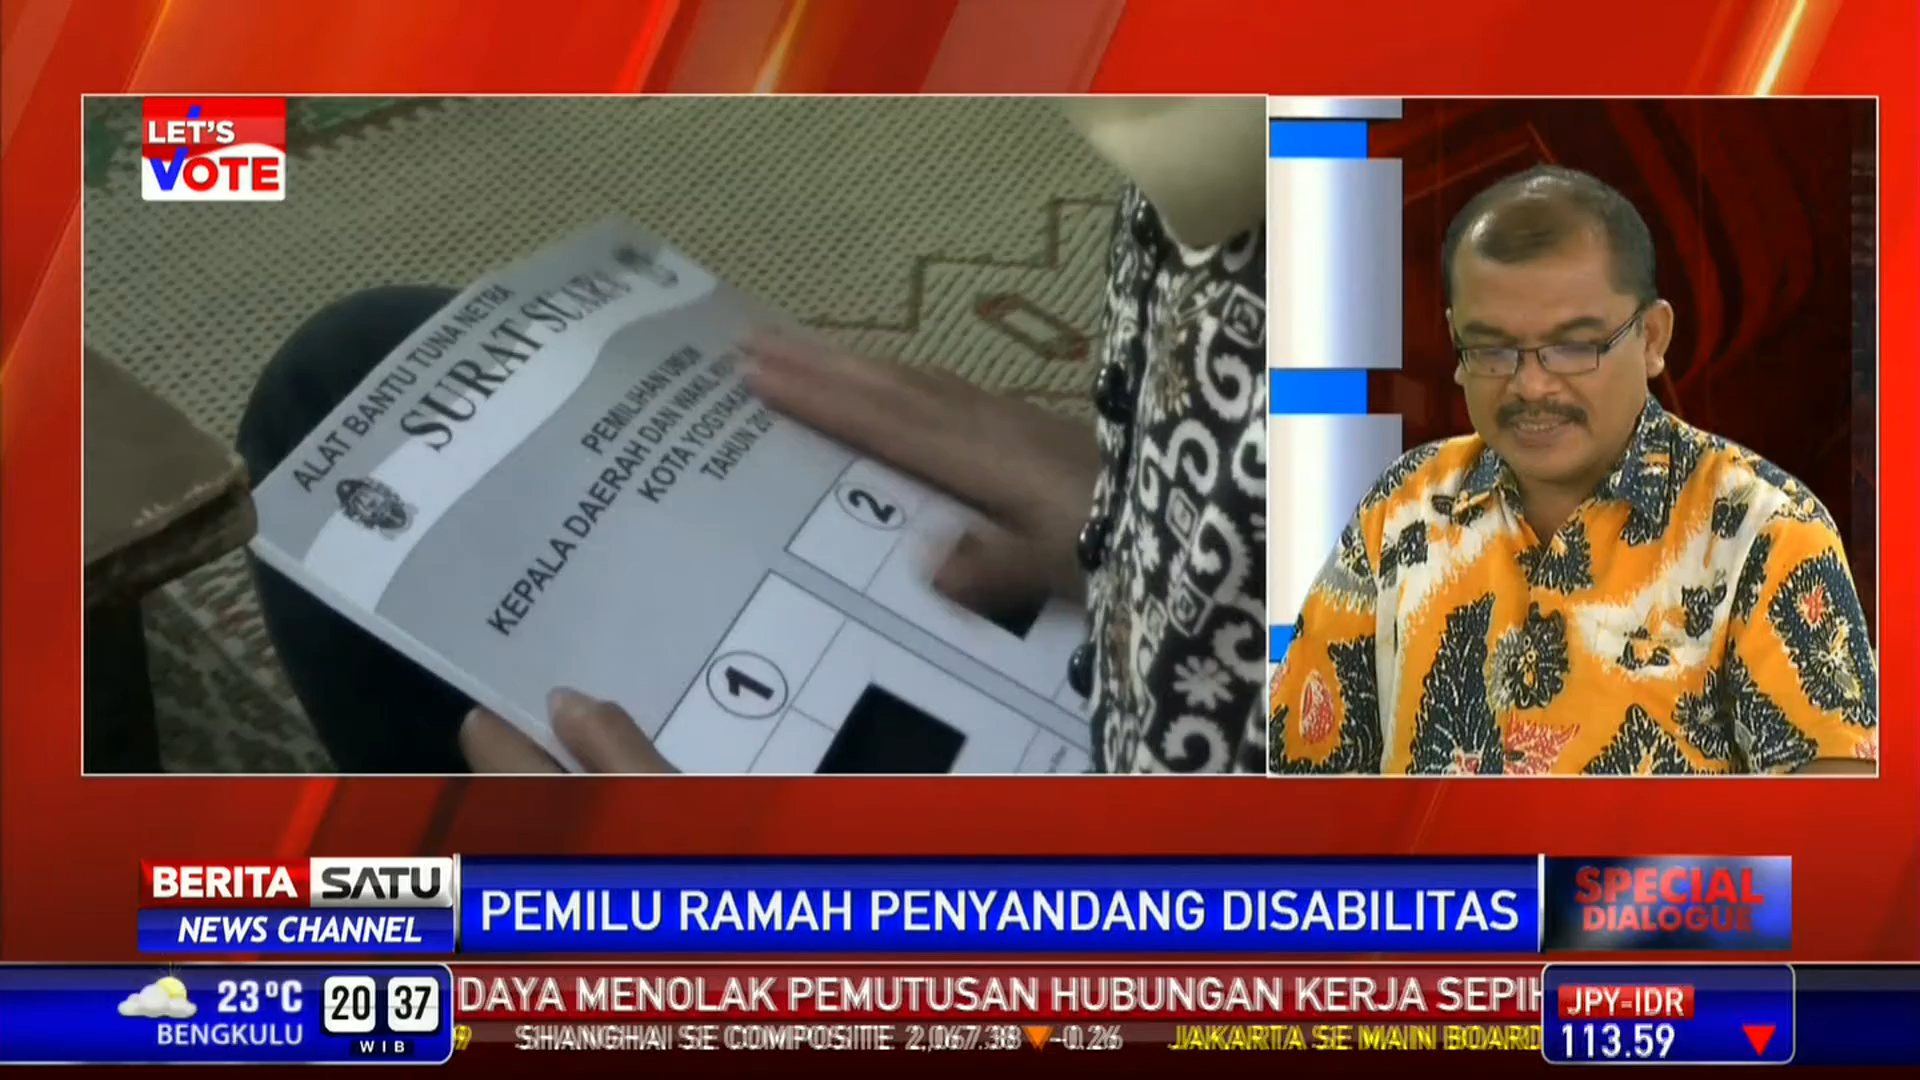 LET'S
VOTE
ALAT BANTU TUNA NETRA
SURAT SUARA
PEMILIHAN UMUM
KEPALA DAERAH DAN WAKIL
KOTA YOGYAKARTA
TAHUN
2
1
BERITA SATU
NEWS CHANNEL
PEMILU RAMAH PENYANDANG DISABILITAS
SPECIAL
DIALOGUE
23°C
BENGKULU
20 37
WIB
DAYA MENOLAK PEMUTUSAN HUBUNGAN KERJA SEPIH
SHANGHAI SE COMPOSITE 2,067.38 -0.26 JAKARTA SE MAIN BOARD
JPY-IDR
113.59